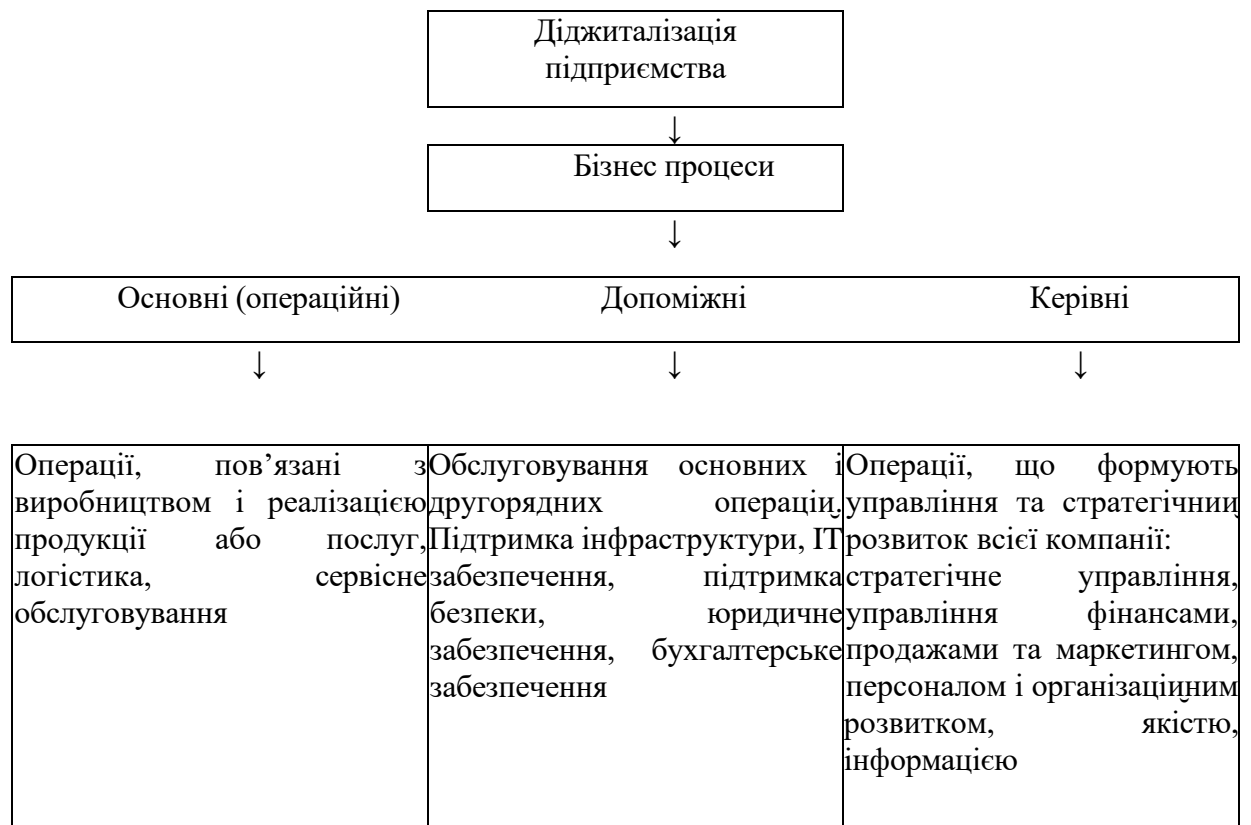 Діджиталізація
підприємства
↓
Бізнес процеси
↓
Основні (операційні) Допоміжні Керівні
↓ ↓ ↓
Операції, пов’язані з
виробництвом і реалізацією
продукції або послуг,
логістика, сервісне
обслуговування
Обслуговування основних і
другорядних операцій.
Підтримка інфраструктури, ІТ
забезпечення, підтримка
безпеки, юридичне
забезпечення, бухгалтерське
забезпечення
Операції, що формують
управління та стратегічний
розвиток всієї компанії:
стратегічне управління,
управління фінансами,
продажами та маркетингом,
персоналом і організаційним
розвитком, якістю,
інформацією